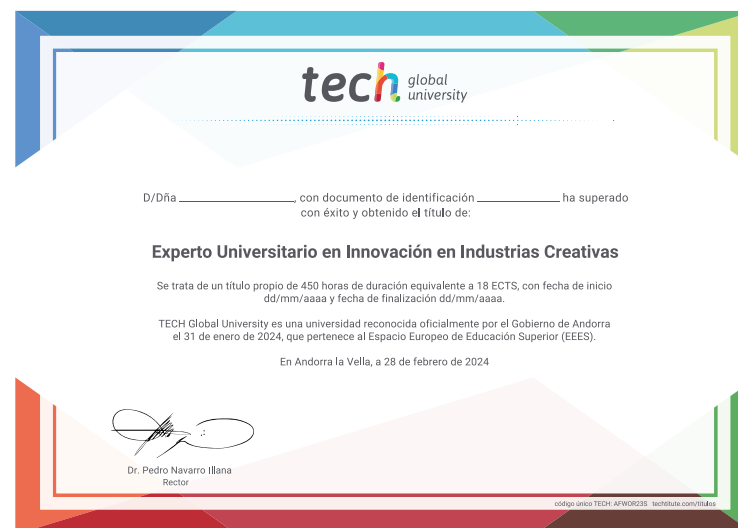 tech global university
D/Dña ____________________, con documento de identificación ______________ ha superado
con éxito y obtenido el título de:
Experto Universitario en Innovación en Industrias Creativas
Se trata de un título propio de 450 horas de duración equivalente a 18 ECTS, con fecha de inicio
dd/mm/aaaa y fecha de finalización dd/mm/aaaa.
TECH Global University es una universidad reconocida oficialmente por el Gobierno de Andorra
el 31 de enero de 2024, que pertenece al Espacio Europeo de Educación Superior (EEES).
En Andorra la Vella, a 28 de febrero de 2024
Dr. Pedro Navarro Illana
Rector
código único TECH: AFWOR23S techtitute.com/titulos